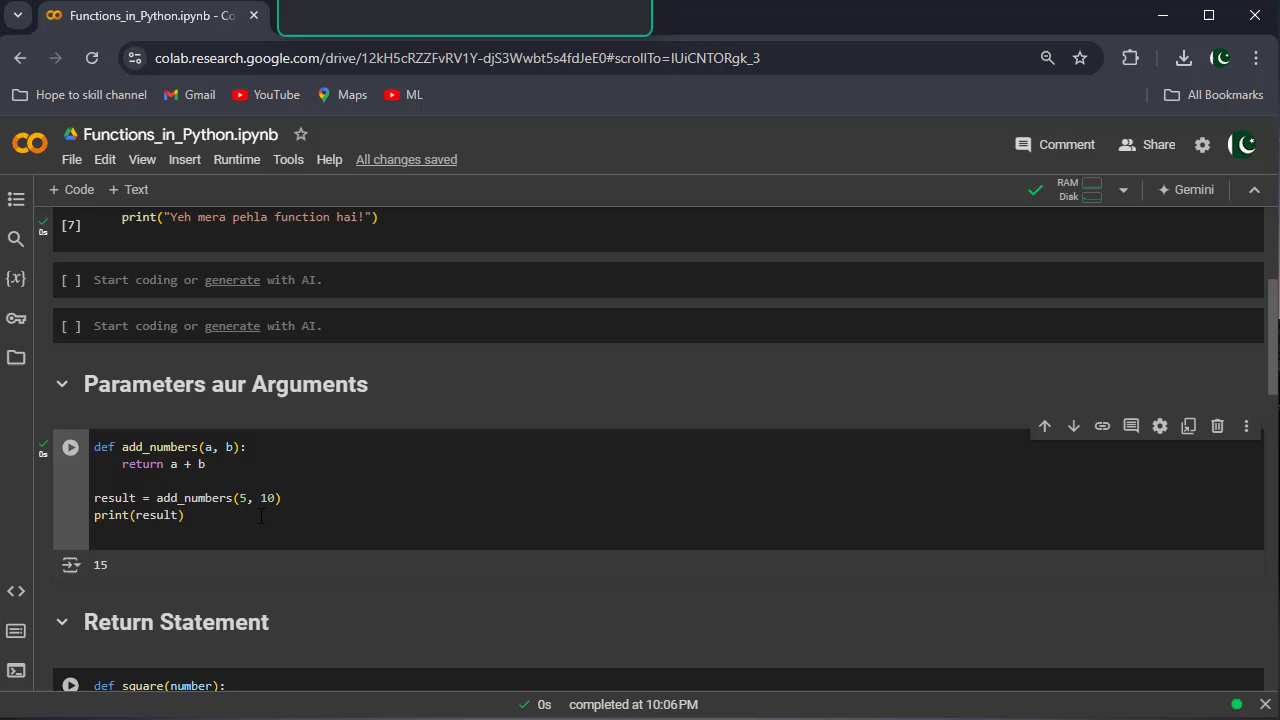 Functions_in_Python.ipynb - Co
colab.research.google.com/drive/12kH5cRZZFvRV1Y-djS3Wwbt5s4fdJeE0#scrollTo=IUiCNTORgk_3
Hope to skill channel Gmail YouTube Maps ML All Bookmarks
Functions_in_Python.ipynb
Comment Share
File Edit View Insert Runtime Tools Help All changes saved
+ Code + Text RAM Disk Gemini
print("Yeh mera pehla function hai!")
[7]
0s
[ ] Start coding or generate with AI.
[ ] Start coding or generate with AI.
Parameters aur Arguments
def add_numbers(a, b):
0s
return a + b
result = add_numbers(5, 10)
print(result)
15
Return Statement
def square(number):
0s completed at 10:06 PM